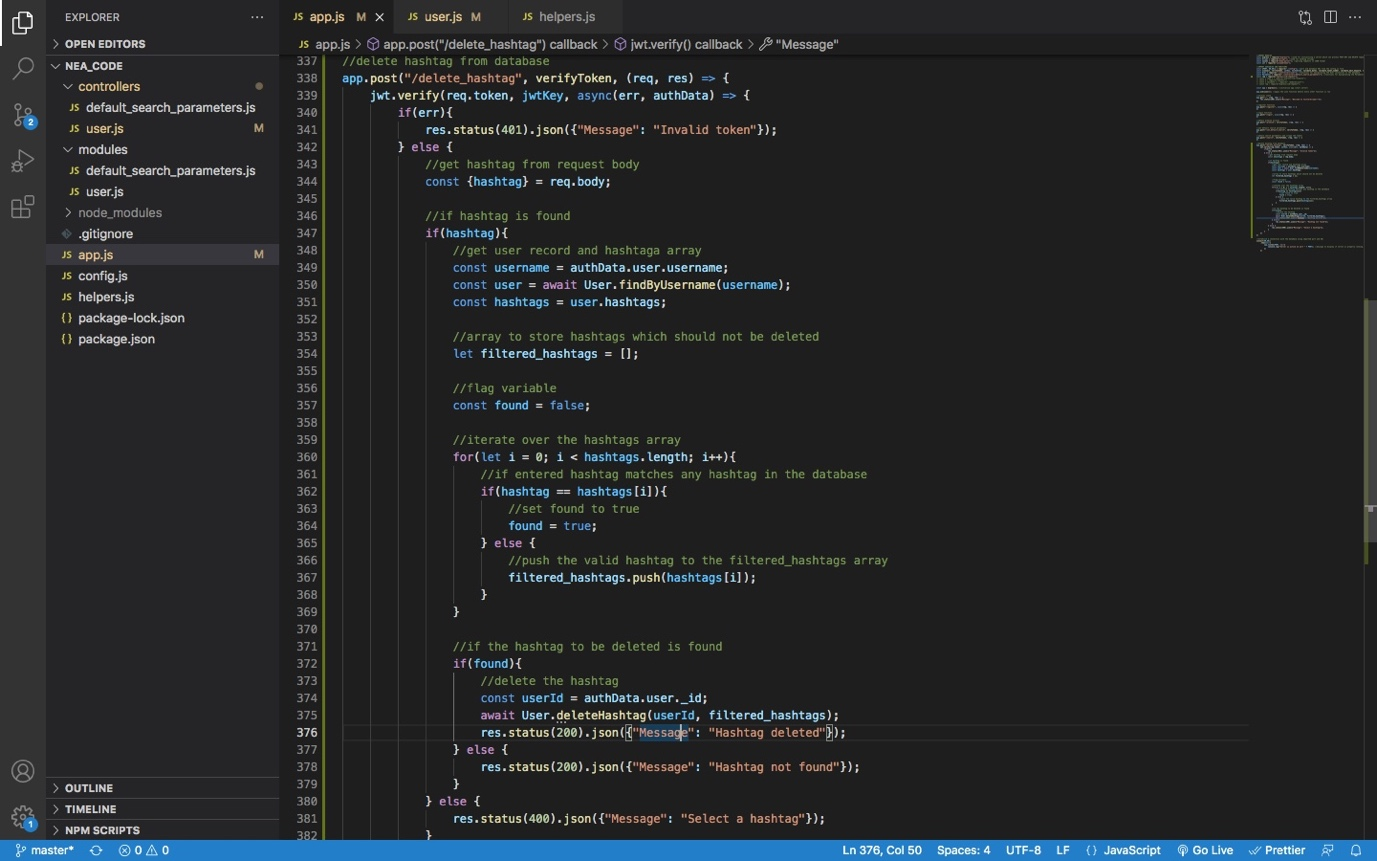 EXPLORER
OPEN EDITORS
NEA_CODE
controllers
JS default_search_parameters.js
JS user.js M
modules
JS default_search_parameters.js
JS user.js
node_modules
.gitignore
JS app.js M
JS config.js
JS helpers.js
{} package-lock.json
{} package.json
OUTLINE
TIMELINE
NPM SCRIPTS
2
1
JS app.js M
JS user.js M
JS helpers.js
JS app.js > app.post("/delete_hashtag") callback > jwt.verify() callback > "Message"
337 //delete hashtag from database
338 app.post("/delete_hashtag", verifyToken, (req, res) => {
339 jwt.verify(req.token, jwtKey, async(err, authData) => {
340 if(err){
341 res.status(401).json({"Message": "Invalid token"});
342 } else {
343 //get hashtag from request body
344 const {hashtag} = req.body;
345
346 //if hashtag is found
347 if(hashtag){
348 //get user record and hashtaga array
349 const username = authData.user.username;
350 const user = await User.findByUsername(username);
351 const hashtags = user.hashtags;
352
353 //array to store hashtags which should not be deleted
354 let filtered_hashtags = [];
355
356 //flag variable
357 const found = false;
358
359 //iterate over the hashtags array
360 for(let i = 0; i < hashtags.length; i++){
361 //if entered hashtag matches any hashtag in the database
362 if(hashtag == hashtags[i]){
363 //set found to true
364 found = true;
365 } else {
366 //push the valid hashtag to the filtered_hashtags array
367 filtered_hashtags.push(hashtags[i]);
368 }
369 }
370
371 //if the hashtag to be deleted is found
372 if(found){
373 //delete the hashtag
374 const userId = authData.user._id;
375 await User.deleteHashtag(userId, filtered_hashtags);
376 res.status(200).json({"Message": "Hashtag deleted"});
377 } else {
378 res.status(200).json({"Message": "Hashtag not found"});
379 }
380 } else {
381 res.status(400).json({"Message": "Select a hashtag"});
382 }
master* 0 0
Ln 376, Col 50 Spaces: 4 UTF-8 LF {} JavaScript Go Live Prettier